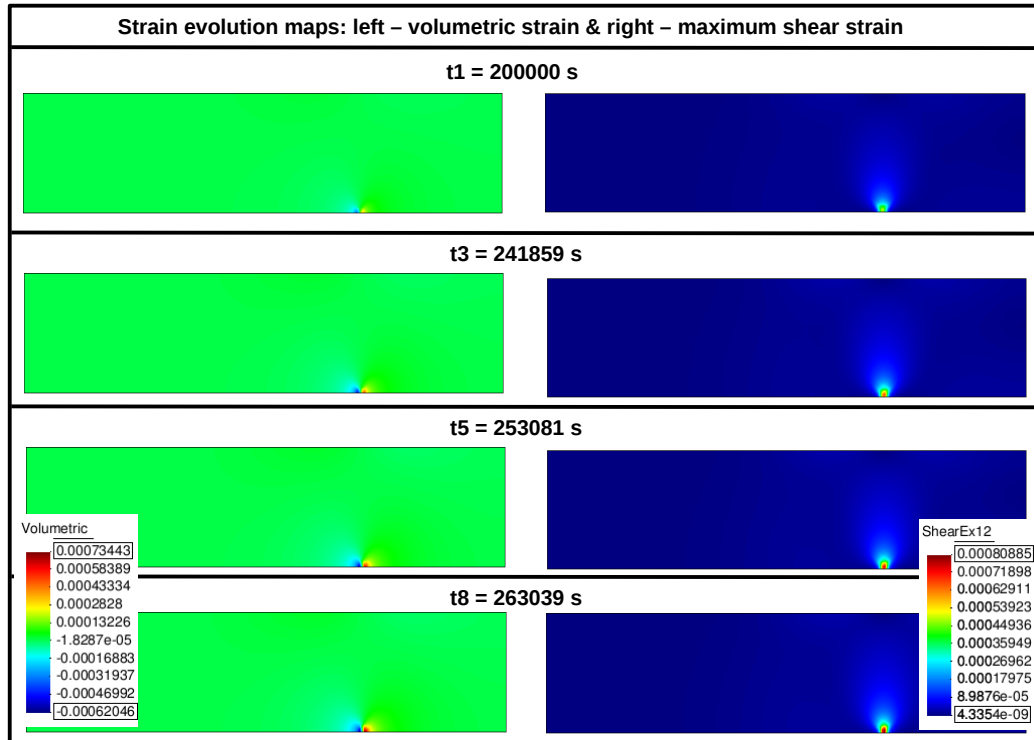 Strain evolution maps: left – volumetric strain & right – maximum shear strain
t1 = 200000 s
t3 = 241859 s
t5 = 253081 s
Volumetric
0.00073443
0.00058389
0.00043334
0.0002828
0.00013226
-1.8287e-05
-0.00016883
-0.00031937
-0.00046992
-0.00062046
ShearEx12
0.00080885
0.00071898
0.00062911
0.00053923
0.00044936
0.00035949
0.00026962
0.00017975
8.9876e-05
4.3354e-09
t8 = 263039 s